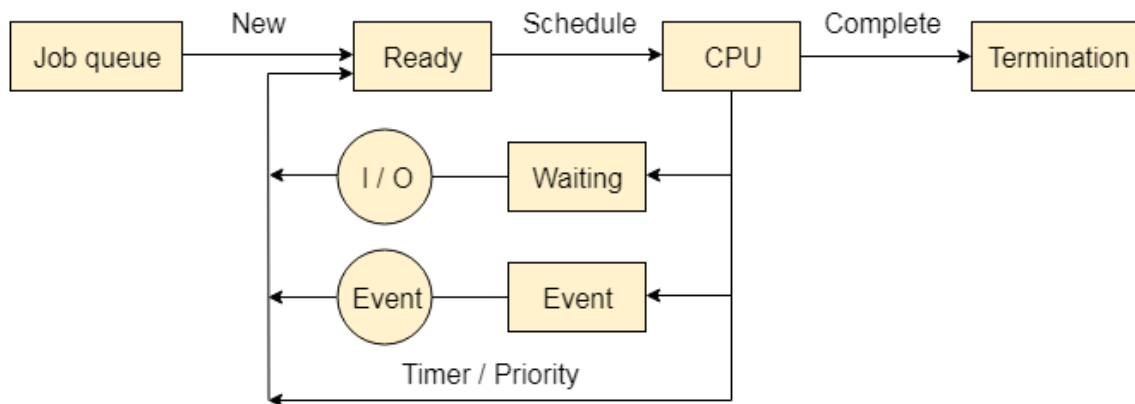 New
Schedule
Complete
Job queue
Ready
CPU
Termination
I / O
Waiting
Event
Event
Timer / Priority